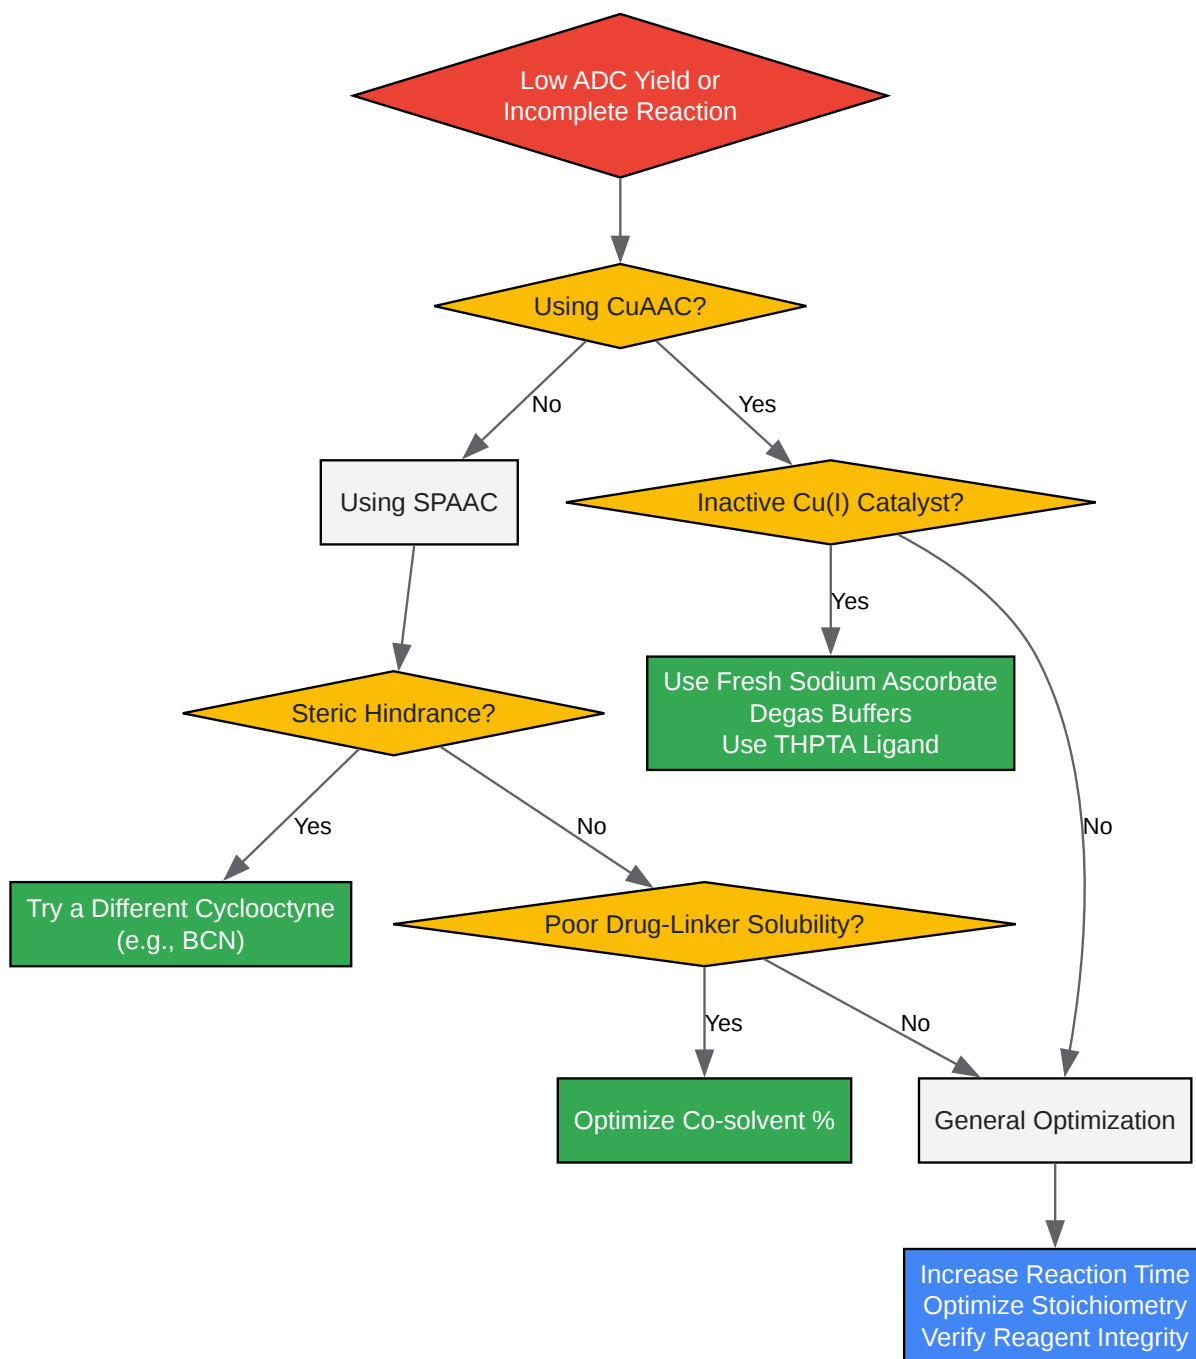 Low ADC Yield or
Incomplete Reaction
Using CuAAC?
No
Yes
Using SPAAC
Inactive Cu(I) Catalyst?
Yes
Use Fresh Sodium Ascorbate
Degas Buffers
Use THPTA Ligand
Steric Hindrance?
Yes
No
No
Try a Different Cyclooctyne
(e.g., BCN)
Poor Drug-Linker Solubility?
Yes
No
Optimize Co-solvent %
General Optimization
Increase Reaction Time
Optimize Stoichiometry
Verify Reagent Integrity